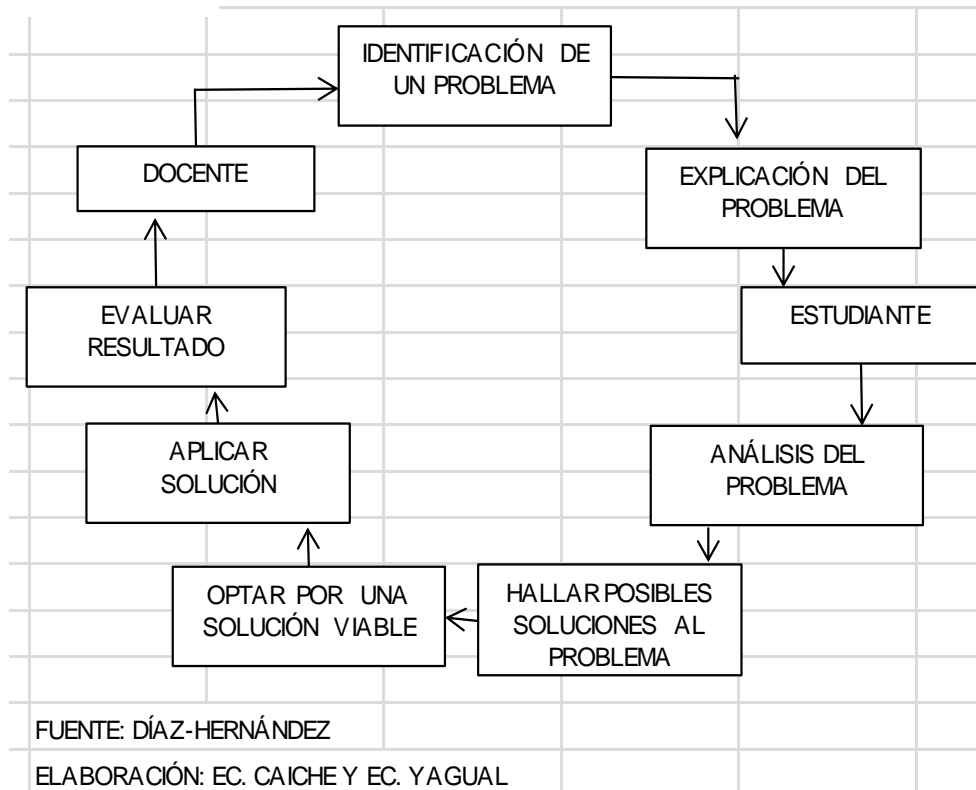 IDENTIFICACIÓN DE
UN PROBLEMA
DOCENTE
EXPLICACIÓN DEL
PROBLEMA
EVALUAR
RESULTADO
ESTUDIANTE
APLICAR
SOLUCIÓN
ANÁLISIS DEL
PROBLEMA
OPTAR POR UNA
SOLUCIÓN VIABLE
HALLAR POSIBLES
SOLUCIONES AL
PROBLEMA
FUENTE: DÍAZ-HERNÁNDEZ
ELABORACIÓN: EC. CAICHE Y EC. YAGUAL